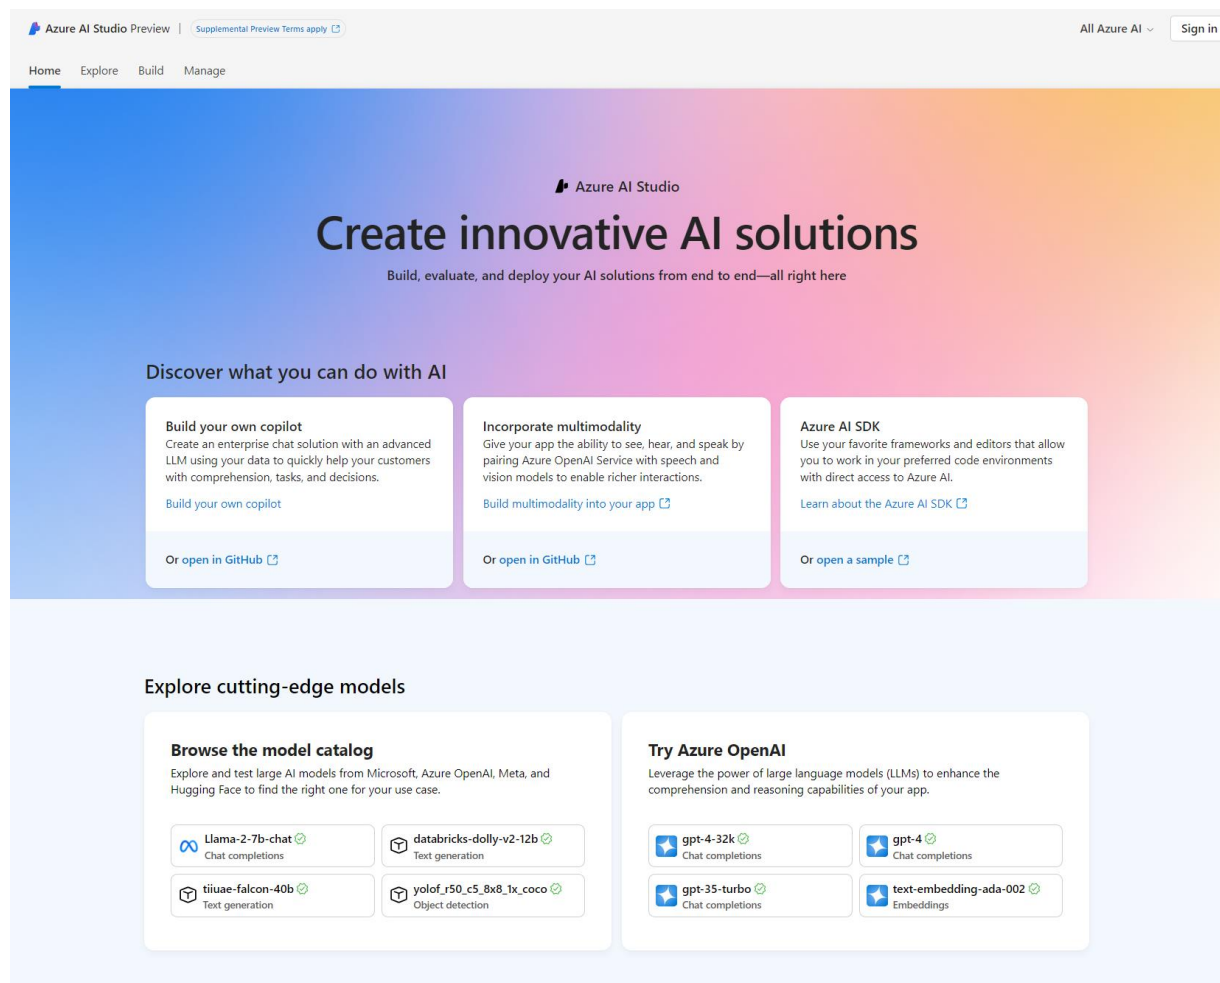 Azure AI Studio Preview | Supplemental Preview Terms apply
All Azure AI
Sign in
Home Explore Build Manage
Azure AI Studio
Create innovative AI solutions
Build, evaluate, and deploy your AI solutions from end to end—all right here
Discover what you can do with AI
Build your own copilot
Create an enterprise chat solution with an advanced
LLM using your data to quickly help your customers
with comprehension, tasks, and decisions.
Build your own copilot
Or open in GitHub
Incorporate multimodality
Give your app the ability to see, hear, and speak by
pairing Azure OpenAI Service with speech and
vision models to enable richer interactions.
Build multimodality into your app
Or open in GitHub
Azure AI SDK
Use your favorite frameworks and editors that allow
you to work in your preferred code environments
with direct access to Azure AI.
Learn about the Azure AI SDK
Or open a sample
Explore cutting-edge models
Browse the model catalog
Explore and test large AI models from Microsoft, Azure OpenAI, Meta, and
Hugging Face to find the right one for your use case.
Llama-2-7b-chat
Chat completions
databricks-dolly-v2-12b
Text generation
tiiuae-falcon-40b
Text generation
yolof_r50_c5_8x8_1x_coco
Object detection
Try Azure OpenAI
Leverage the power of large language models (LLMs) to enhance the
comprehension and reasoning capabilities of your app.
gpt-4-32k
Chat completions
gpt-4
Chat completions
gpt-35-turbo
Chat completions
text-embedding-ada-002
Embeddings